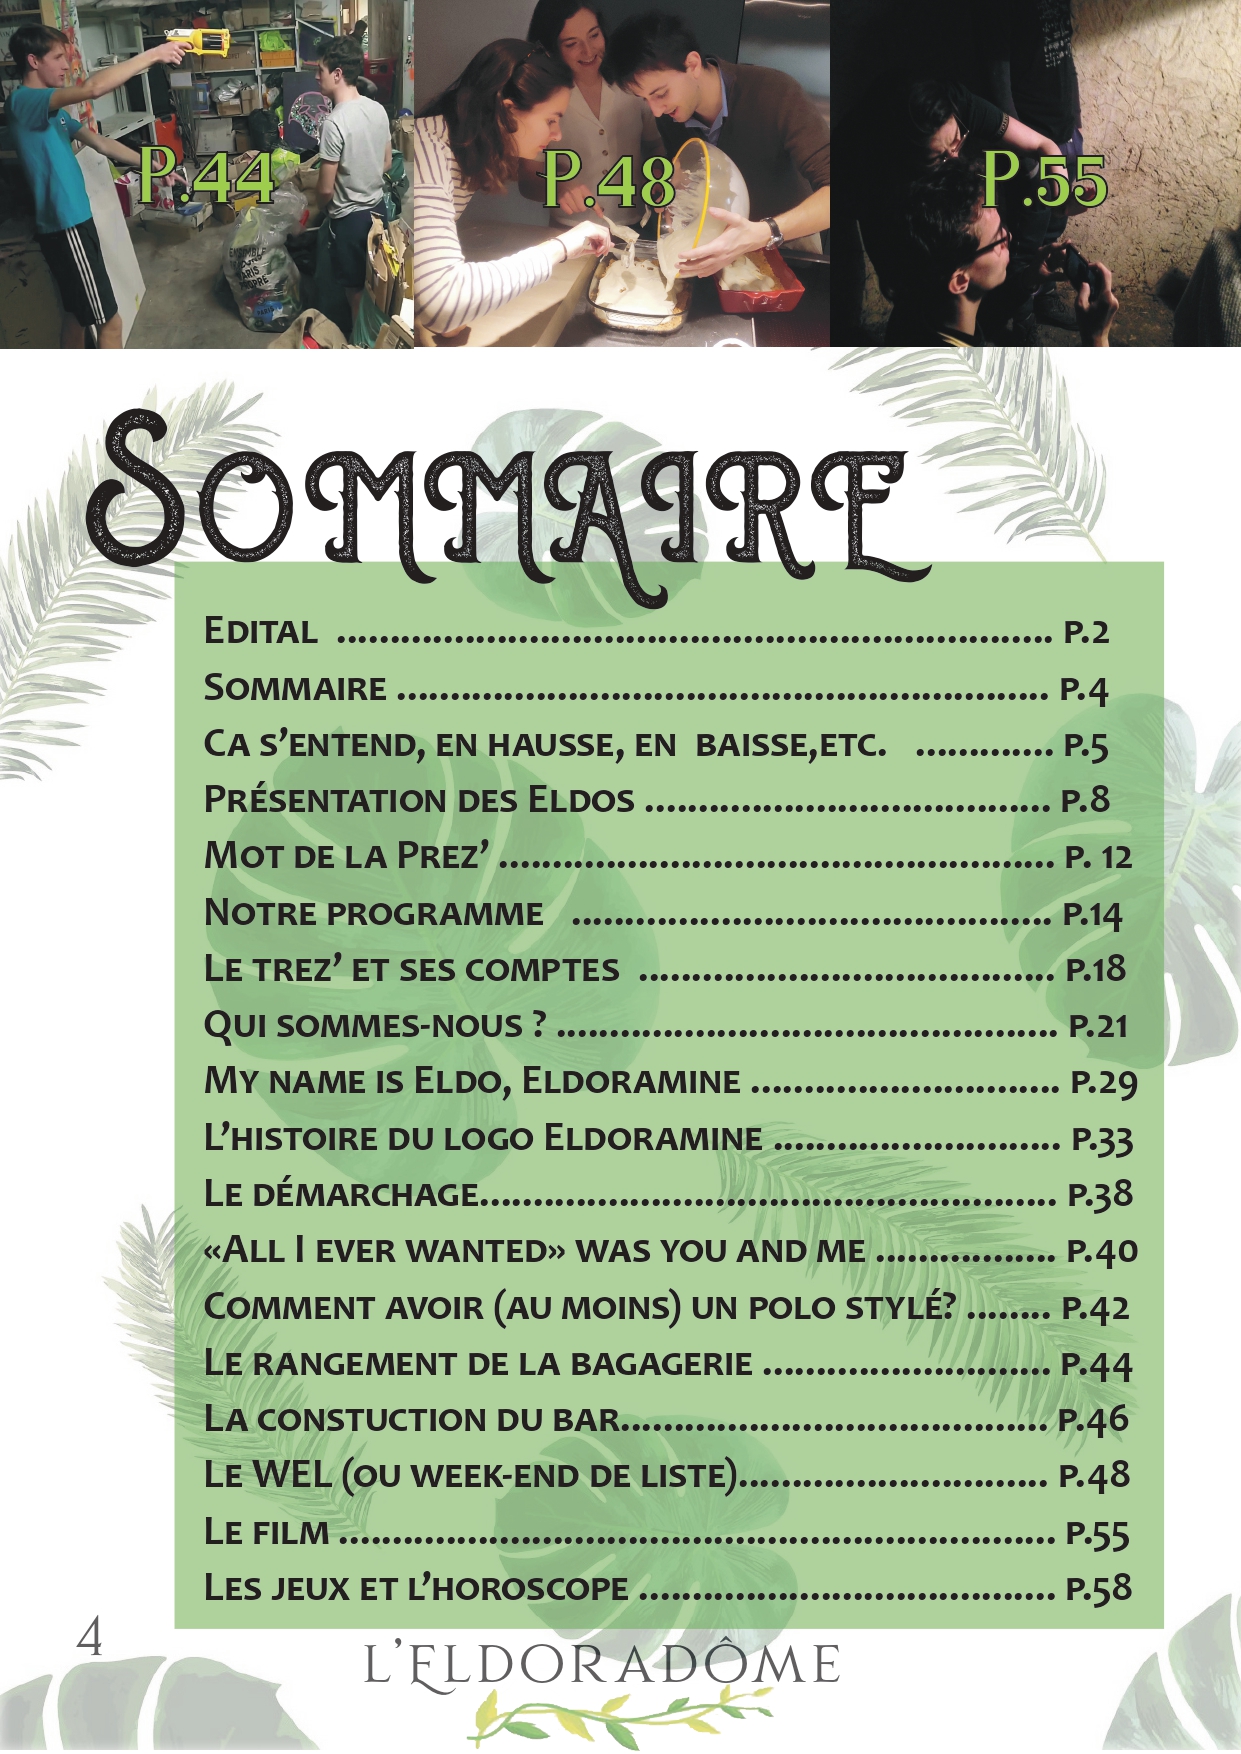 P.44 P.48 P.55
ENSEMBLE
PARIS
PROPRE
Sommaire
Edital ................................................................... p.2
Sommaire ............................................................. p.4
Ca s'entend, en hausse, en baisse,etc. ............. p.5
Présentation des Eldos ...................................... p.8
Mot de la Prez' .................................................... p. 12
Notre programme ............................................. p.14
Le trez' et ses comptes ....................................... p.18
Qui sommes-nous ? ............................................... p.21
My name is Eldo, Eldoramine ............................. p.29
L'histoire du logo Eldoramine ........................... p.33
Le démarchage...................................................... p.38
«All I ever wanted» was you and me ................. p.40
Comment avoir (au moins) un polo stylé? ........ p.42
Le rangement de la bagagerie ........................... p.44
La constuction du bar........................................ p.46
Le WEL (ou week-end de liste)............................. p.48
Le film ................................................................... p.55
Les jeux et l'horoscope ....................................... p.58
4
L'Eldoradôme